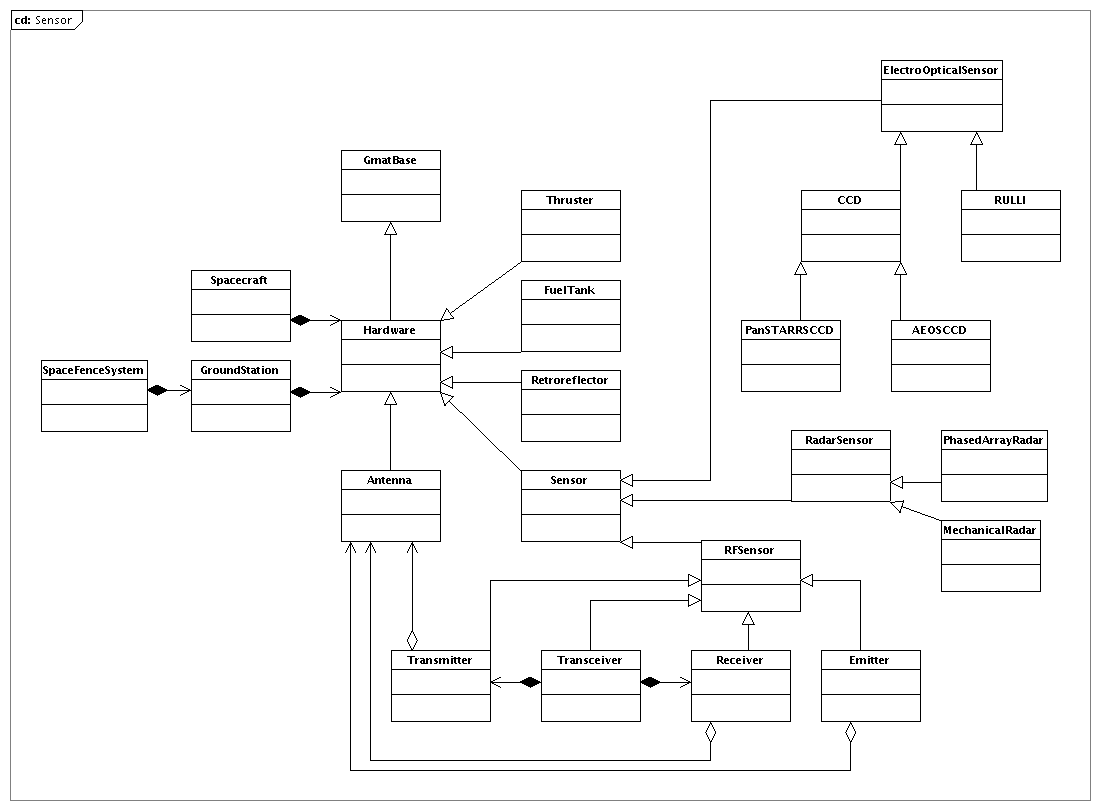 cd: Sensor
ElectroOpticalSensor
GmatBase
Thruster
CCD
RULLI
Spacecraft
FuelTank
Hardware
PanSTARRSCCD
AEOSCCD
SpaceFenceSystem
GroundStation
Retroreflector
RadarSensor
PhasedArrayRadar
Antenna
Sensor
MechanicalRadar
RFSensor
Transmitter
Transceiver
Receiver
Emitter